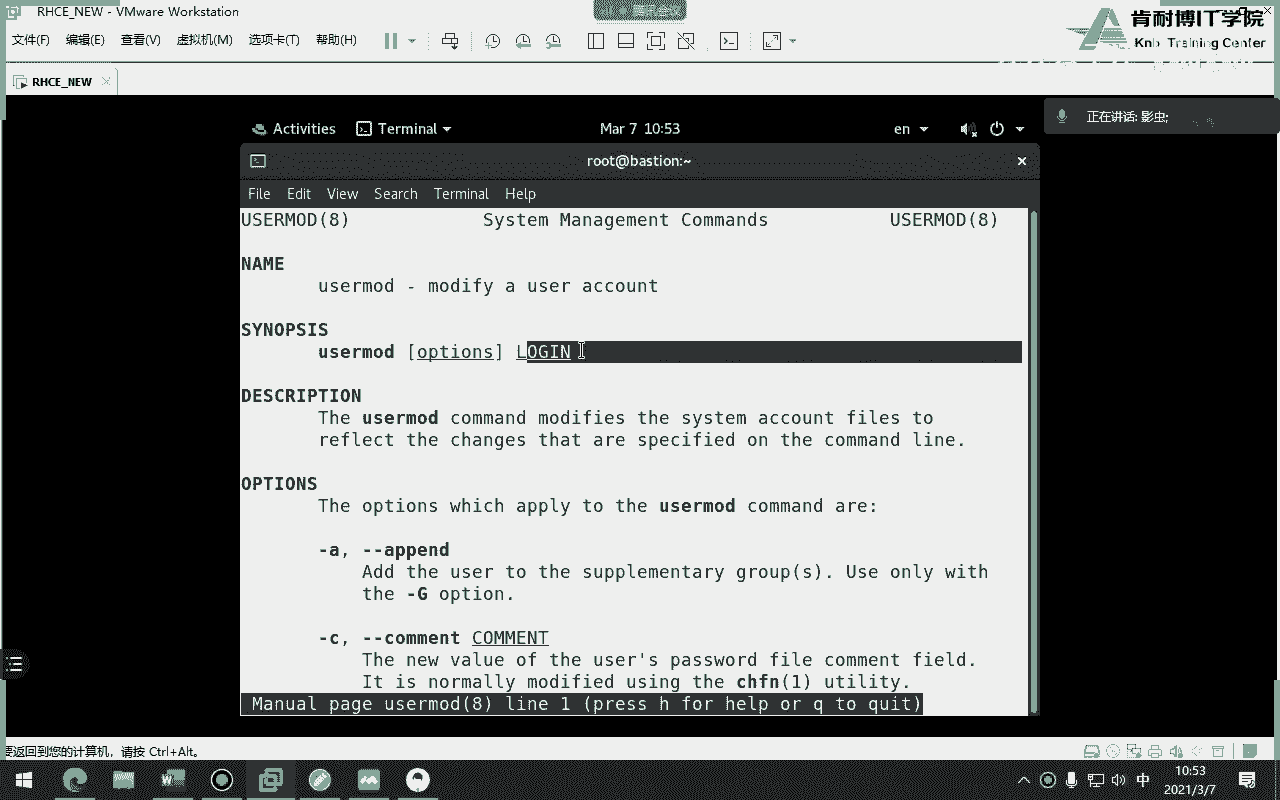 RHCE_NEW - VMware Workstation
文件(F) 编辑(E) 查看(V) 虚拟机(M) 选项卡(T) 帮助(H)
肯耐博IT学院
Knb Training Center
RHCE_NEW
正在讲话: 影虫;
Activities Terminal Mar 7 10:53 en
root@bastion:~
File Edit View Search Terminal Help
USERMOD(8) System Management Commands USERMOD(8)
NAME
usermod - modify a user account
SYNOPSIS
usermod [options] LOGIN
DESCRIPTION
The usermod command modifies the system account files to
reflect the changes that are specified on the command line.
OPTIONS
The options which apply to the usermod command are:
-a, --append
Add the user to the supplementary group(s). Use only with
the -G option.
-c, --comment COMMENT
The new value of the user's password file comment field.
It is normally modified using the chfn(1) utility.
Manual page usermod(8) line 1 (press h for help or q to quit)
要返回到您的计算机，请按 Ctrl+Alt。
中
10:53
2021/3/7